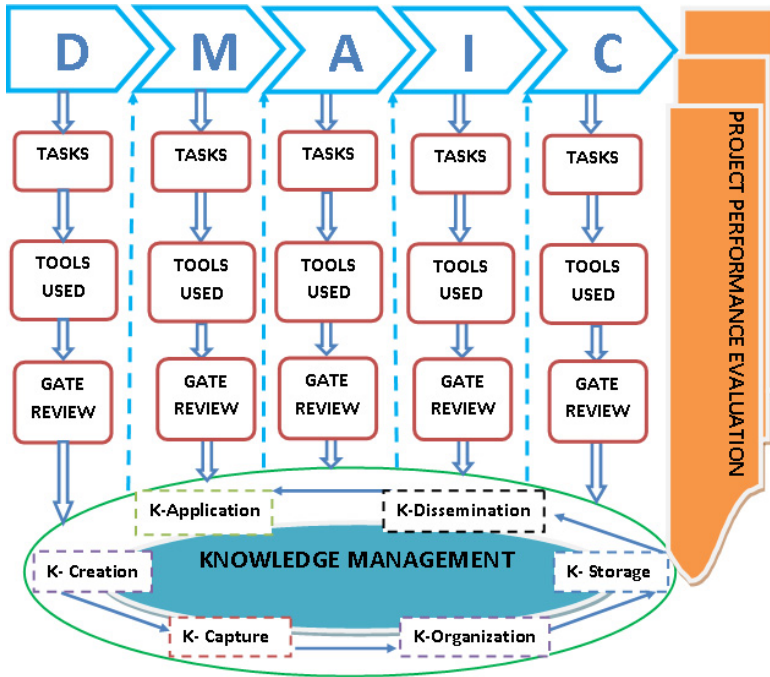 D M A I C
TASKS TASKS TASKS TASKS TASKS
TOOLS TOOLS TOOLS TOOLS TOOLS
USED USED USED USED USED
GATE GATE GATE GATE GATE
REVIEW REVIEW REVIEW REVIEW REVIEW
PROJECT PERFORMANCE EVALUATION
K-Application K-Dissemination
KNOWLEDGE MANAGEMENT
K- Creation K- Storage
K- Capture K-Organization